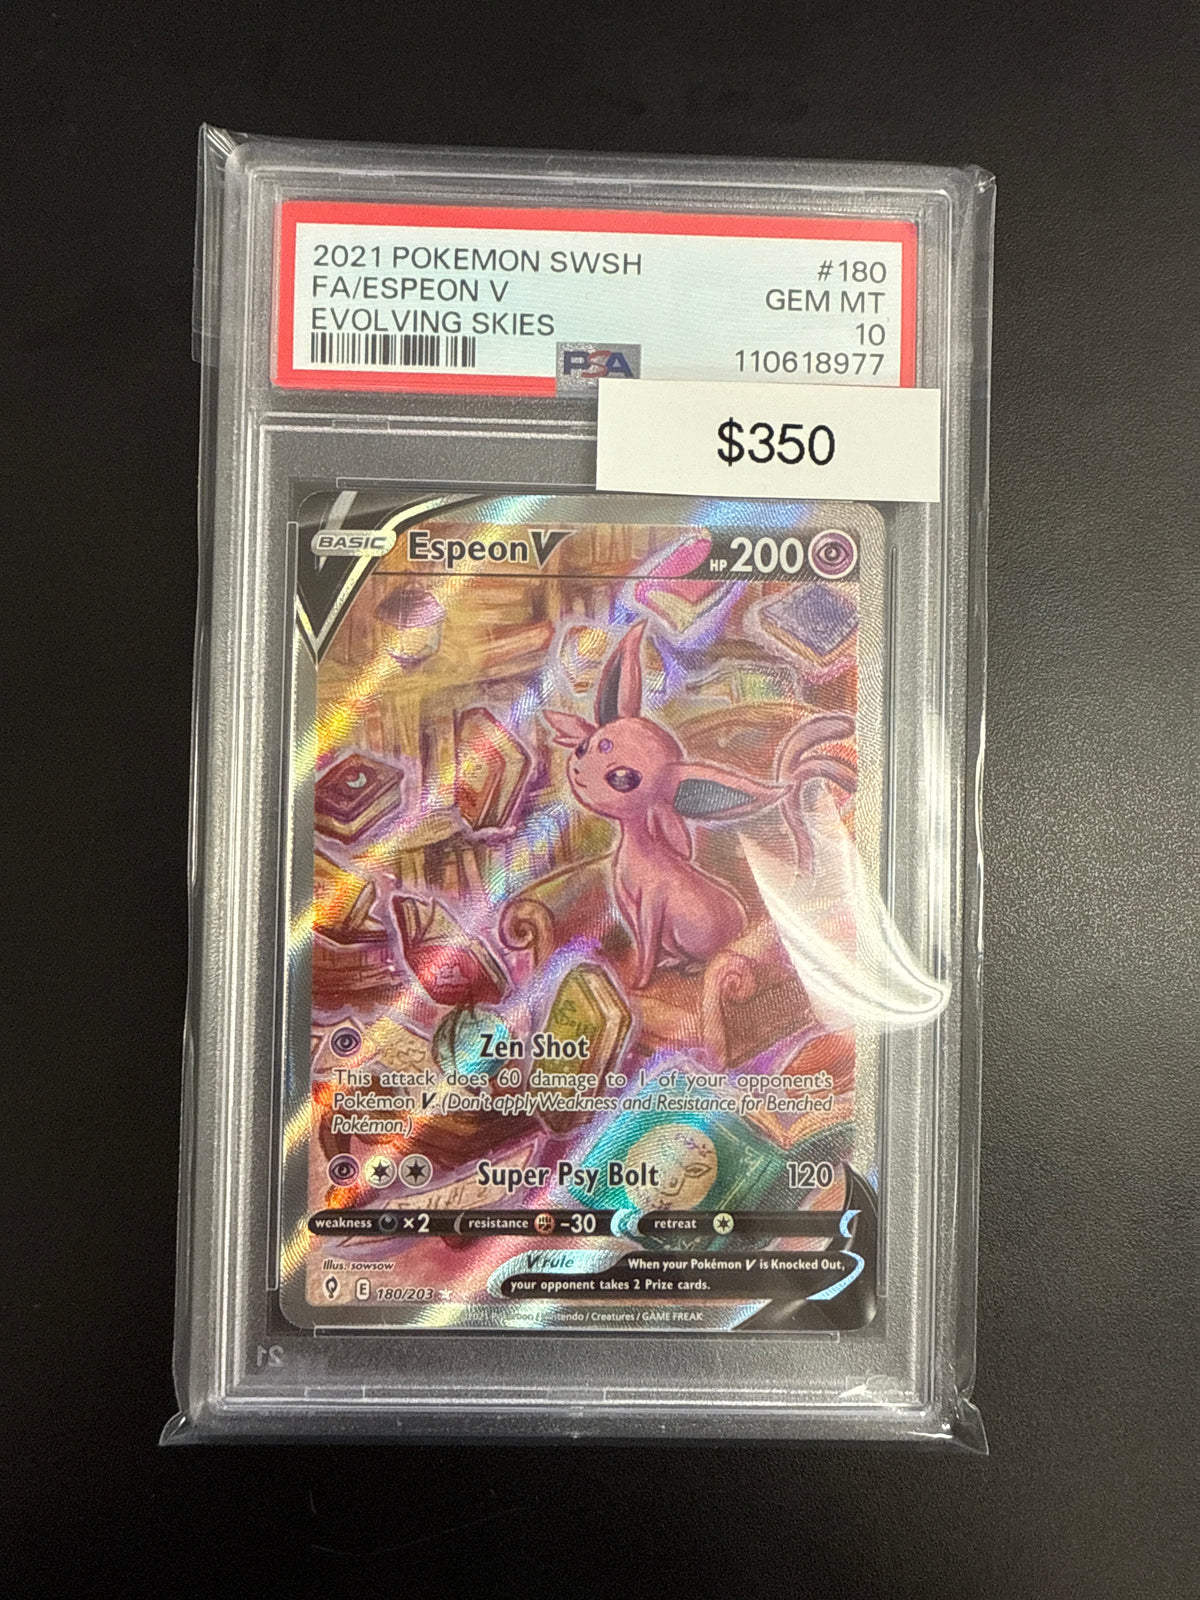 2021 POKEMON SWSH #180
FA/ESPEON V GEM MT
EVOLVING SKIES 10
PSA 110618977
$350
BASIC Espeon V HP 200
Zen Shot
This attack does 60 damage to 1 of your opponent's
Pokémon V. (Don't apply Weakness and Resistance for Benched
Pokémon.)
Super Psy Bolt 120
weakness ×2 resistance -30 retreat
V rule When your Pokémon V is Knocked Out,
your opponent takes 2 Prize cards.
Illus. sowsow
E 180/203
Nintendo / Creatures / GAME FREAK
21